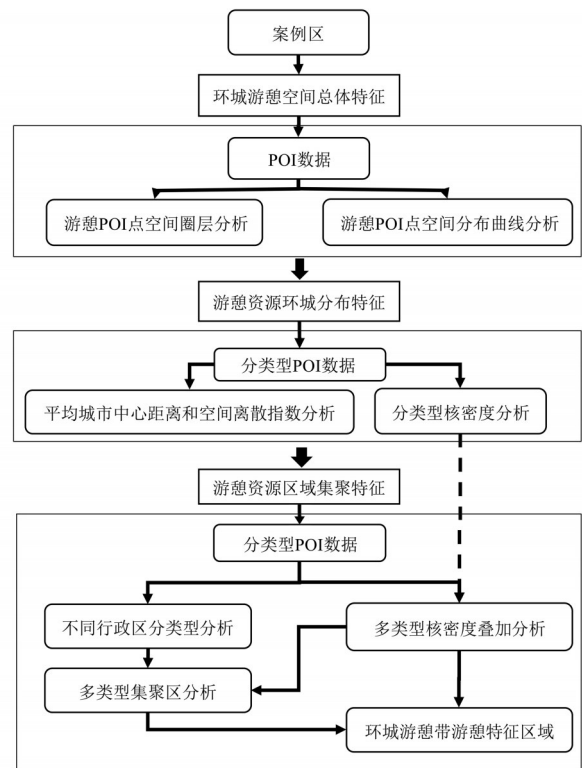 案例区
环城游憩空间总体特征
POI数据
游憩POI点空间圈层分析
游憩POI点空间分布曲线分析
游憩资源环城分布特征
分类型POI数据
平均城市中心距离和空间离散指数分析
分类型核密度分析
游憩资源区域集聚特征
分类型POI数据
不同行政区分类型分析
多类型核密度叠加分析
多类型集聚区分析
环城游憩带游憩特征区域